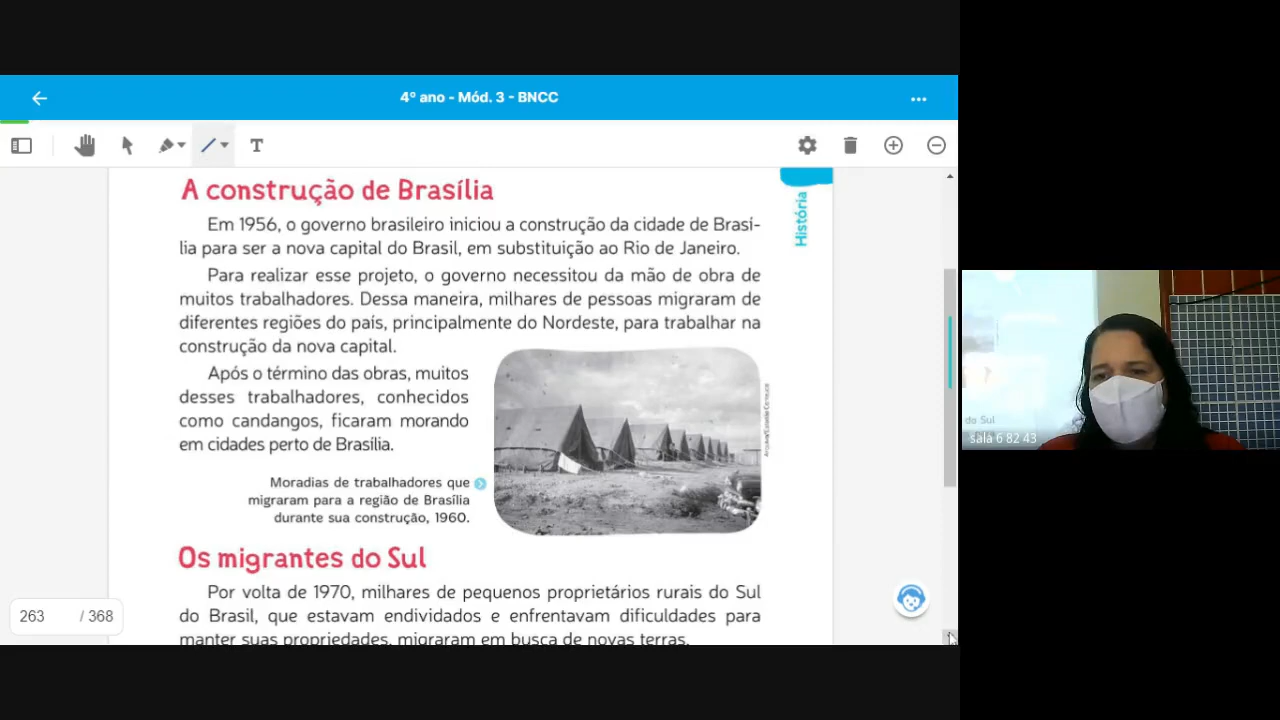 4º ano - Mód. 3 - BNCC
T
A construção de Brasília
Em 1956, o governo brasileiro iniciou a construção da cidade de Brasí-
lia para ser a nova capital do Brasil, em substituição ao Rio de Janeiro.
Para realizar esse projeto, o governo necessitou da mão de obra de
muitos trabalhadores. Dessa maneira, milhares de pessoas migraram de
diferentes regiões do país, principalmente do Nordeste, para trabalhar na
construção da nova capital.
Após o término das obras, muitos
desses trabalhadores, conhecidos
como candangos, ficaram morando
em cidades perto de Brasília.
Moradias de trabalhadores que
migraram para a região de Brasília
durante sua construção, 1960.
Os migrantes do Sul
Por volta de 1970, milhares de pequenos proprietários rurais do Sul
do Brasil, que estavam endividados e enfrentavam dificuldades para
manter suas propriedades, migraram em busca de novas terras.
História
263 / 368
do Sul
sala 6 82 43